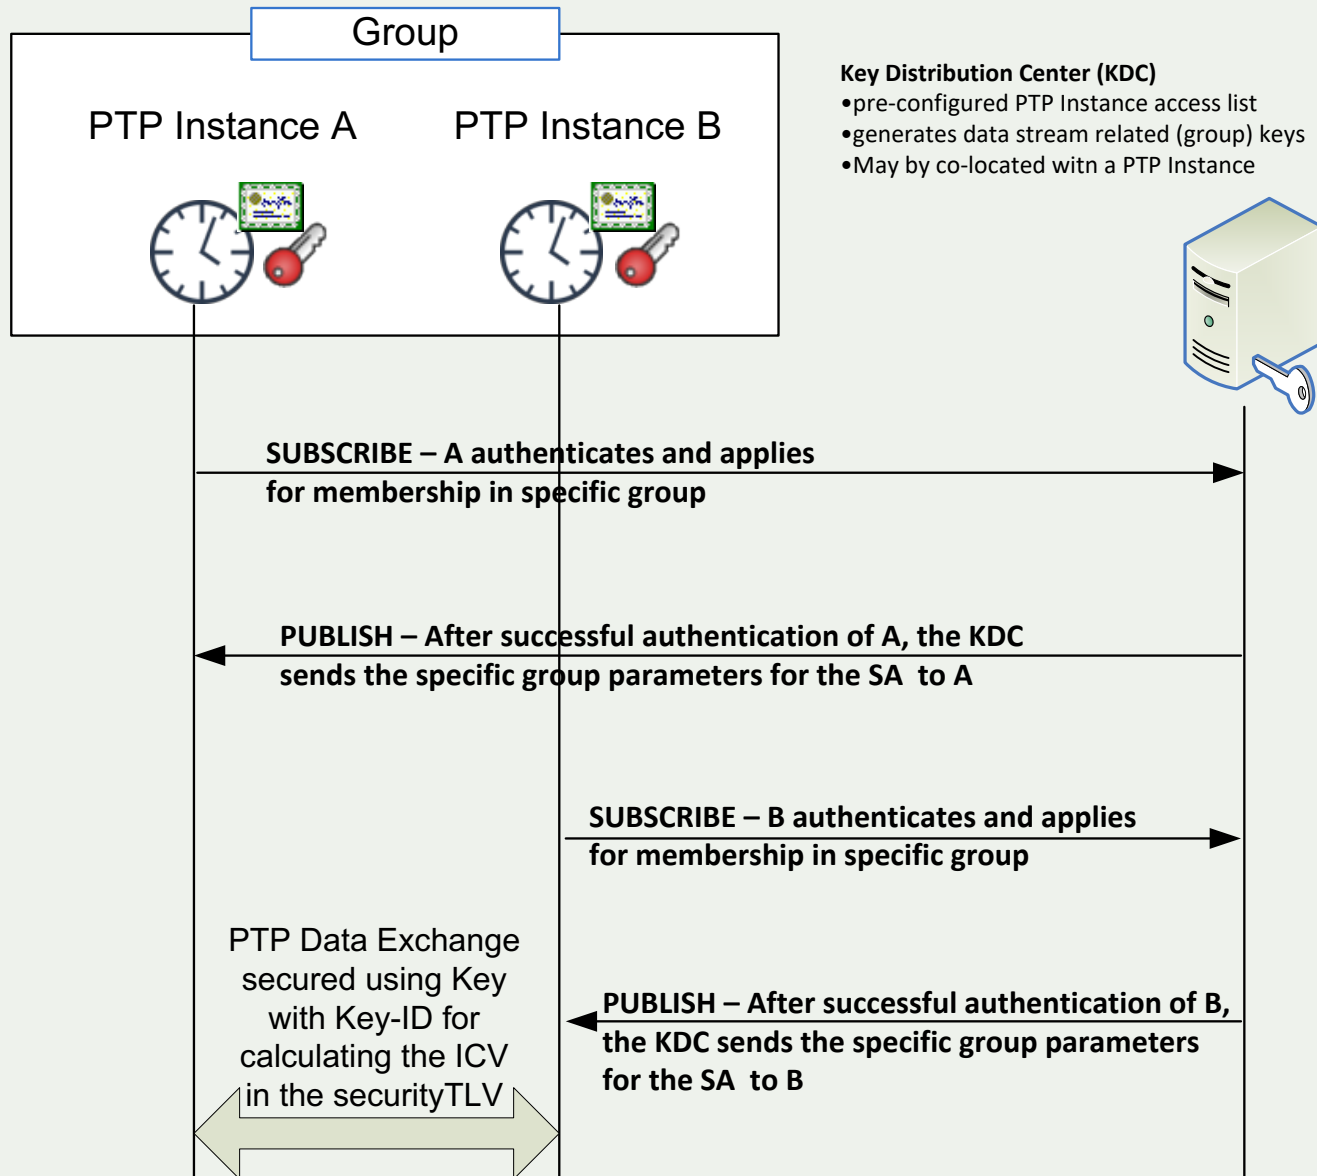 Group
PTP Instance A
PTP Instance B
Key Distribution Center (KDC)
•pre-configured PTP Instance access list
•generates data stream related (group) keys
•May by co-located witn a PTP Instance
SUBSCRIBE – A authenticates and applies
for membership in specific group
PUBLISH – After successful authentication of A, the KDC
sends the specific group parameters for the SA  to A
SUBSCRIBE – B authenticates and applies
for membership in specific group
PTP Data Exchange
secured using Key
with Key-ID for
calculating the ICV
in the securityTLV
PUBLISH – After successful authentication of B,
the KDC sends the specific group parameters
for the SA  to B